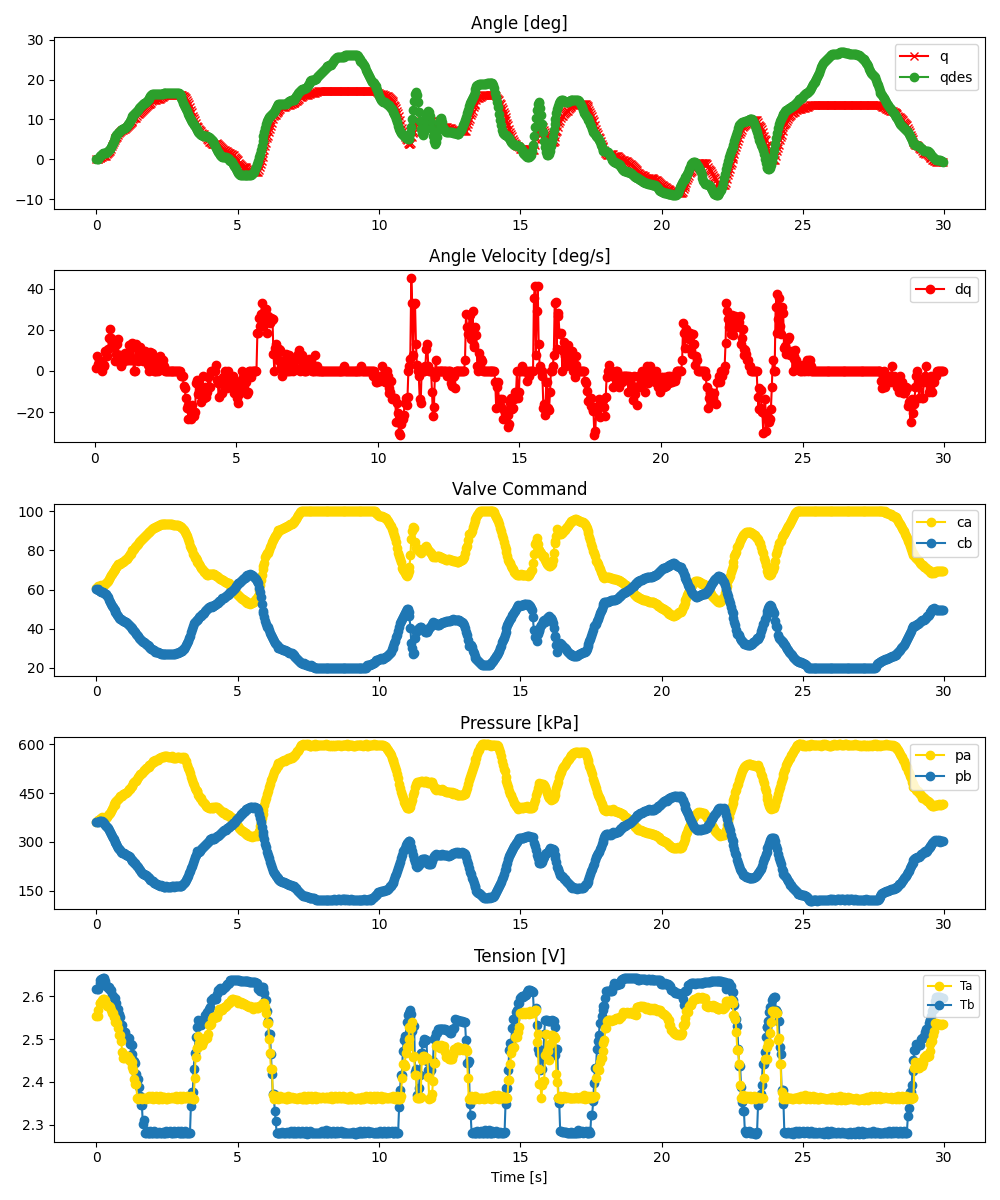 Angle [deg]
30
20
10
0
−10
q
qdes
0 5 10 15 20 25 30
Angle Velocity [deg/s]
40
20
0
−20
dq
0 5 10 15 20 25 30
Valve Command
100
80
60
40
20
ca
cb
0 5 10 15 20 25 30
Pressure [kPa]
600
450
300
150
pa
pb
0 5 10 15 20 25 30
Tension [V]
2.6
2.5
2.4
2.3
Ta
Tb
0 5 10 15 20 25 30
Time [s]